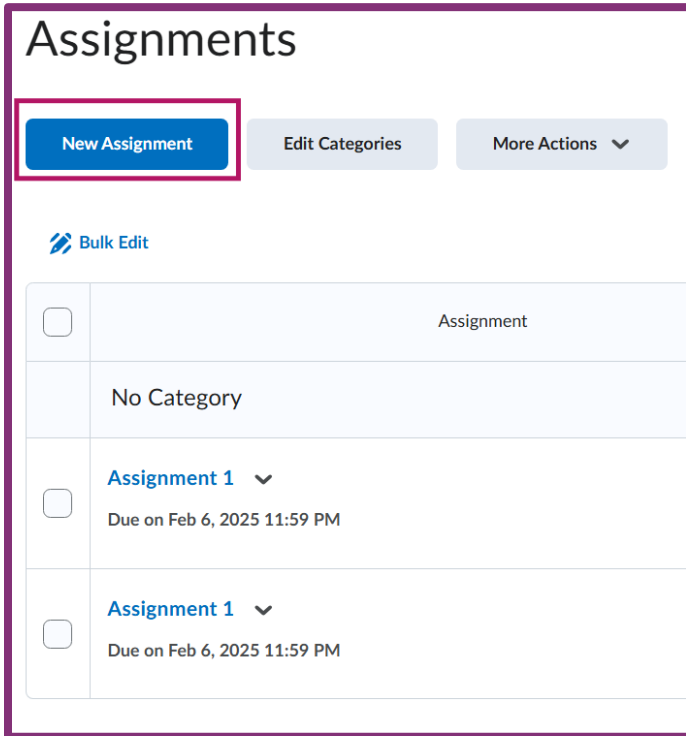 Assignments
New Assignment Edit Categories More Actions
Bulk Edit
Assignment
No Category
Assignment 1
Due on Feb 6, 2025 11:59 PM
Assignment 1
Due on Feb 6, 2025 11:59 PM